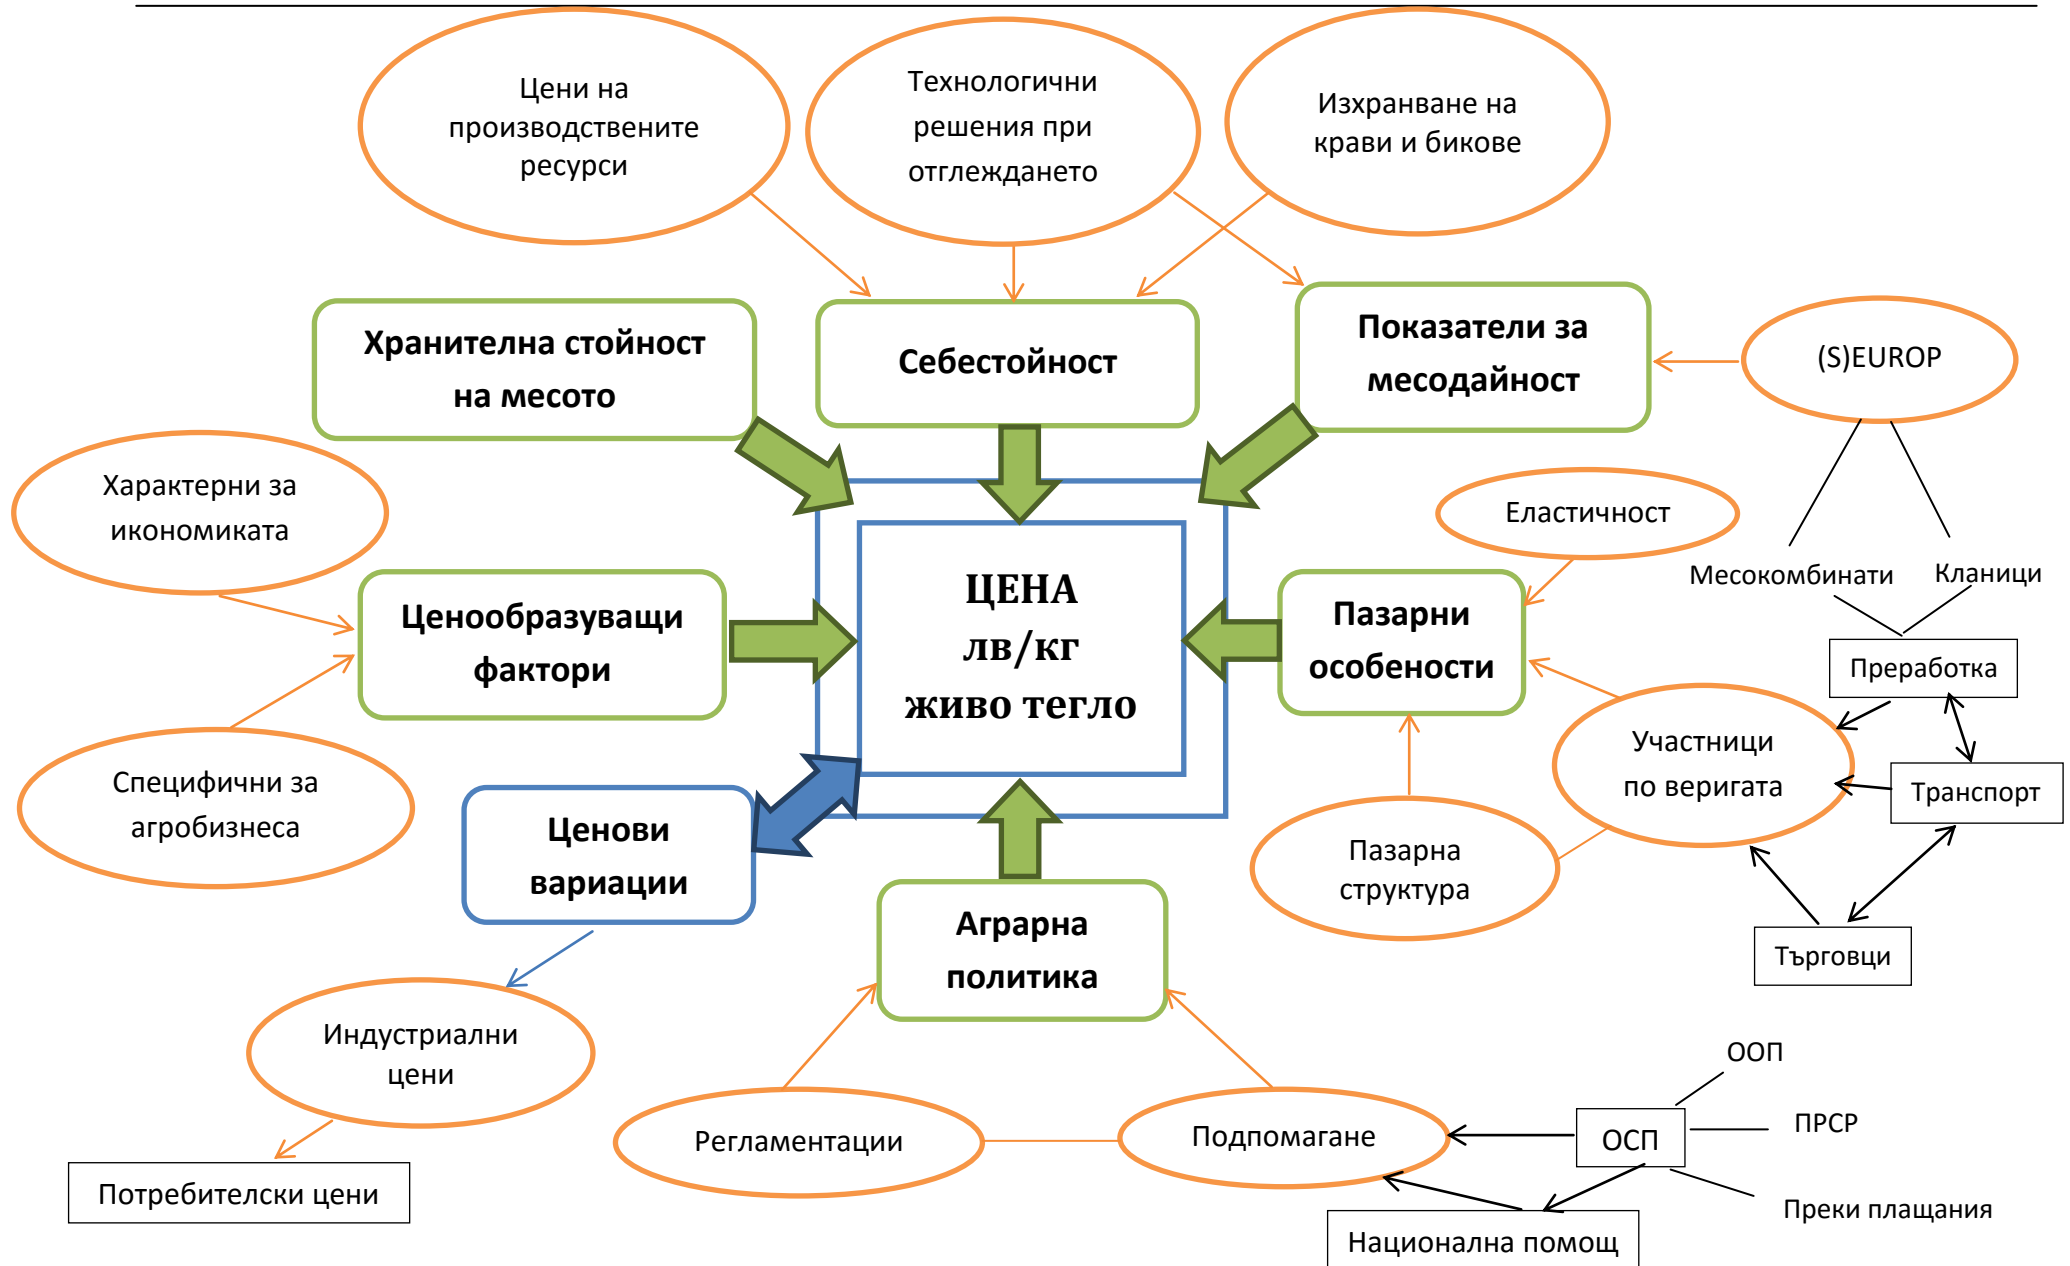 Цени на
производствените
ресурси
Технологични
решения при
отглеждането
Изхранване на
крави и бикове
Хранителна стойност
на месото
Себестойност
Показатели за
месодайност
(S)EUROP
Характерни за
икономиката
Еластичност
Месокомбинати
Кланици
Ценообразуващи
фактори
ЦЕНА
лв/кг
живо тегло
Пазарни
особености
Преработка
Специфични за
агробизнеса
Участници
по веригата
Транспорт
Ценови
вариации
Пазарна
структура
Аграрна
политика
Търговци
Индустриални
цени
Регламентации
Подпомагане
ООП
ОСП
ПРСР
Преки плащания
Потребителски цени
Национална помощ